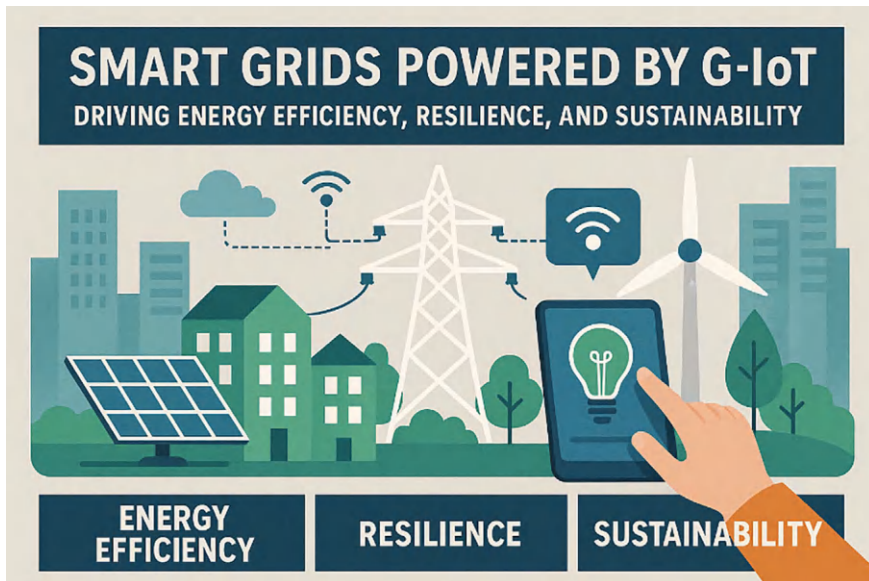 SMART GRIDS POWERED BY G-IoT
DRIVING ENERGY EFFICIENCY, RESILIENCE, AND SUSTAINABILITY
ENERGY
EFFICIENCY
RESILIENCE
SUSTAINABILITY